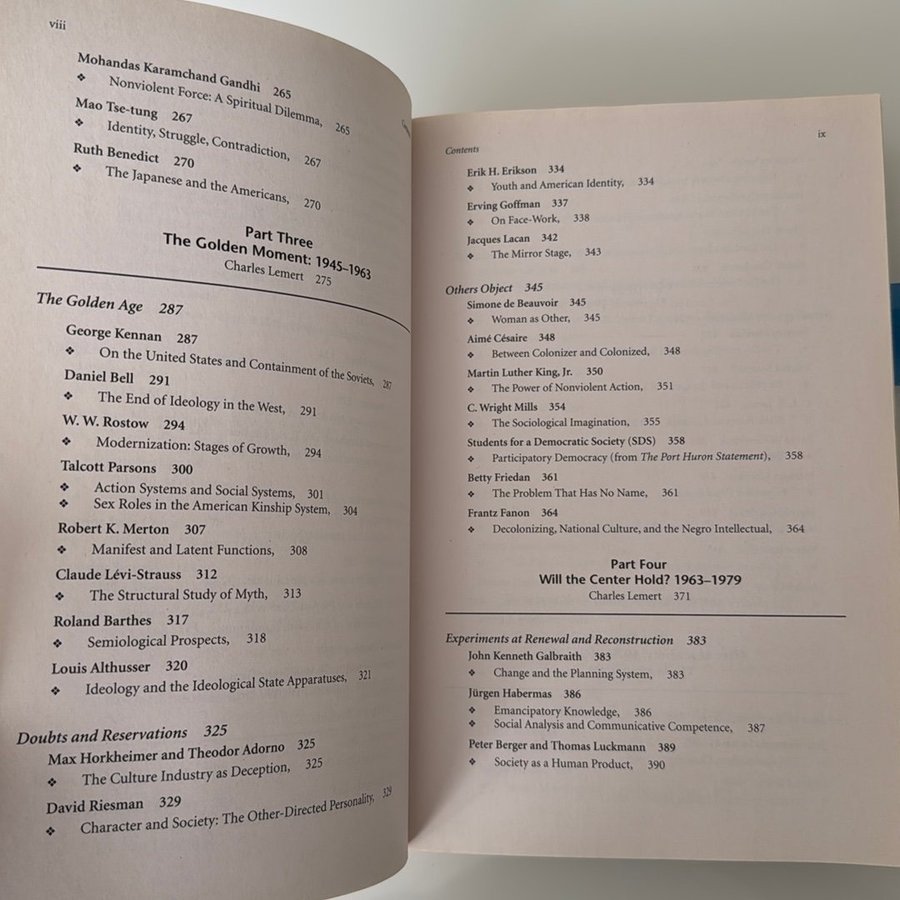 viii
Mohandas Karamchand Gandhi 265
❖ Nonviolent Force: A Spiritual Dilemma, 265
Mao Tse-tung 267
❖ Identity, Struggle, Contradiction, 267
Ruth Benedict 270
❖ The Japanese and the Americans, 270
Part Three
The Golden Moment: 1945–1963
Charles Lemert 275
The Golden Age 287
George Kennan 287
❖ On the United States and Containment of the Soviets, 287
Daniel Bell 291
❖ The End of Ideology in the West, 291
W. W. Rostow 294
❖ Modernization: Stages of Growth, 294
Talcott Parsons 300
❖ Action Systems and Social Systems, 301
❖ Sex Roles in the American Kinship System, 304
Robert K. Merton 307
❖ Manifest and Latent Functions, 308
Claude Lévi-Strauss 312
❖ The Structural Study of Myth, 313
Roland Barthes 317
❖ Semiological Prospects, 318
Louis Althusser 320
❖ Ideology and the Ideological State Apparatuses, 321
Doubts and Reservations 325
Max Horkheimer and Theodor Adorno 325
❖ The Culture Industry as Deception, 325
David Riesman 329
❖ Character and Society: The Other-Directed Personality, 329
Contents
ix
Erik H. Erikson 334
❖ Youth and American Identity, 334
Erving Goffman 337
❖ On Face-Work, 338
Jacques Lacan 342
❖ The Mirror Stage, 343
Others Object 345
Simone de Beauvoir 345
❖ Woman as Other, 345
Aimé Césaire 348
❖ Between Colonizer and Colonized, 348
Martin Luther King, Jr. 350
❖ The Power of Nonviolent Action, 351
C. Wright Mills 354
❖ The Sociological Imagination, 355
Students for a Democratic Society (SDS) 358
❖ Participatory Democracy (from The Port Huron Statement), 358
Betty Friedan 361
❖ The Problem That Has No Name, 361
Frantz Fanon 364
❖ Decolonizing, National Culture, and the Negro Intellectual, 364
Part Four
Will the Center Hold? 1963–1979
Charles Lemert 371
Experiments at Renewal and Reconstruction 383
John Kenneth Galbraith 383
❖ Change and the Planning System, 383
Jürgen Habermas 386
❖ Emancipatory Knowledge, 386
❖ Social Analysis and Communicative Competence, 387
Peter Berger and Thomas Luckmann 389
❖ Society as a Human Product, 390